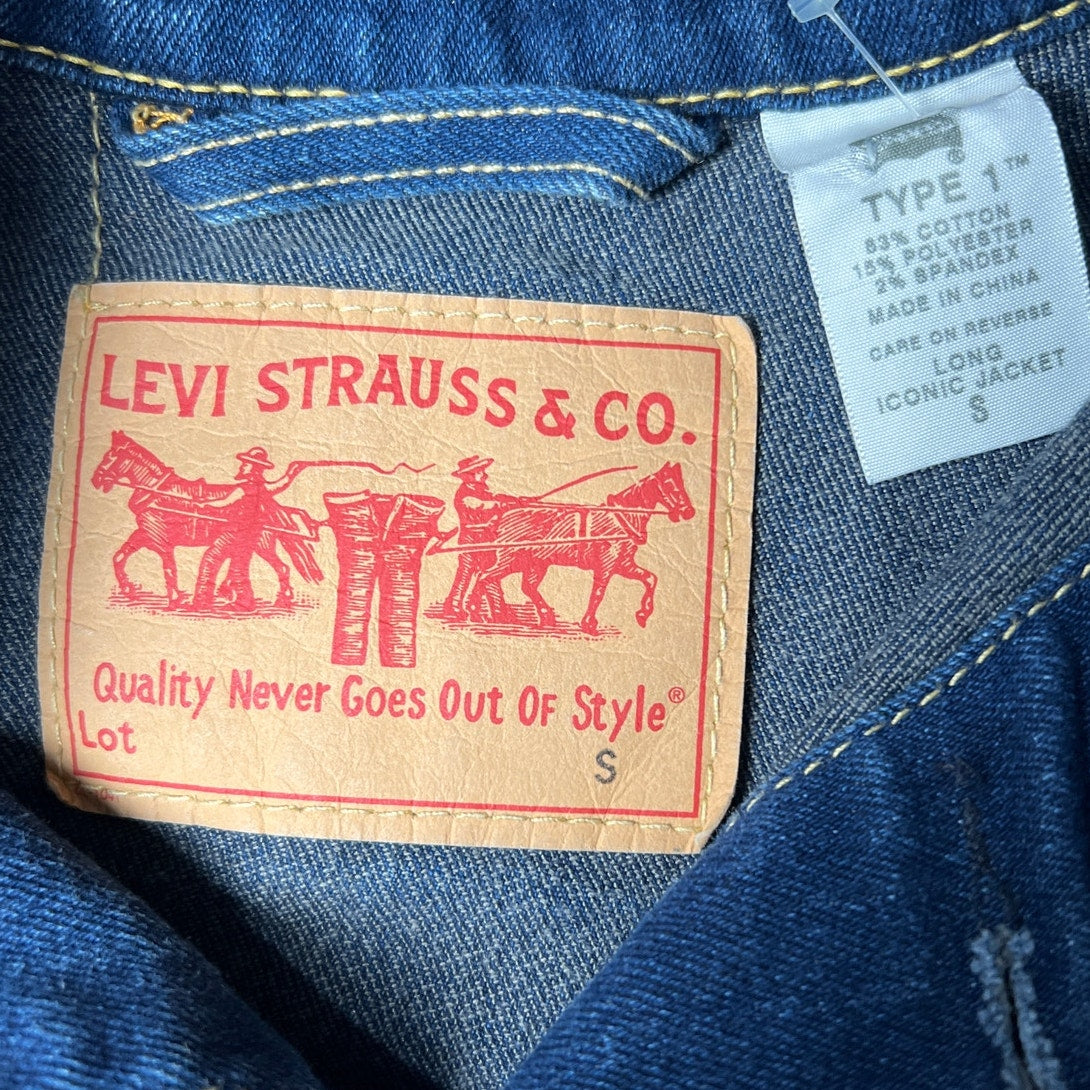 LEVI STRAUSS & CO.
Quality Never Goes Out Of Style®
Lot
S
TYPE 1™
83% COTTON
15% POLYESTER
2% SPANDEX
MADE IN CHINA
CARE ON REVERSE
LONG
ICONIC JACKET
S